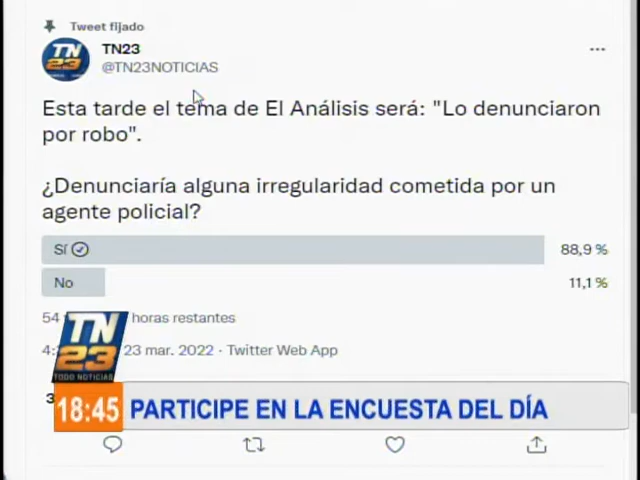 Tweet fijado
TN23
@TN23NOTICIAS
Esta tarde el tema de El Análisis será: "Lo denunciaron
por robo".
¿Denunciaría alguna irregularidad cometida por un
agente policial?
Sí 88,9 %
No 11,1 %
54 horas restantes
23 mar. 2022 · Twitter Web App
TN
23
TODO NOTICIAS
18:45 PARTICIPE EN LA ENCUESTA DEL DÍA